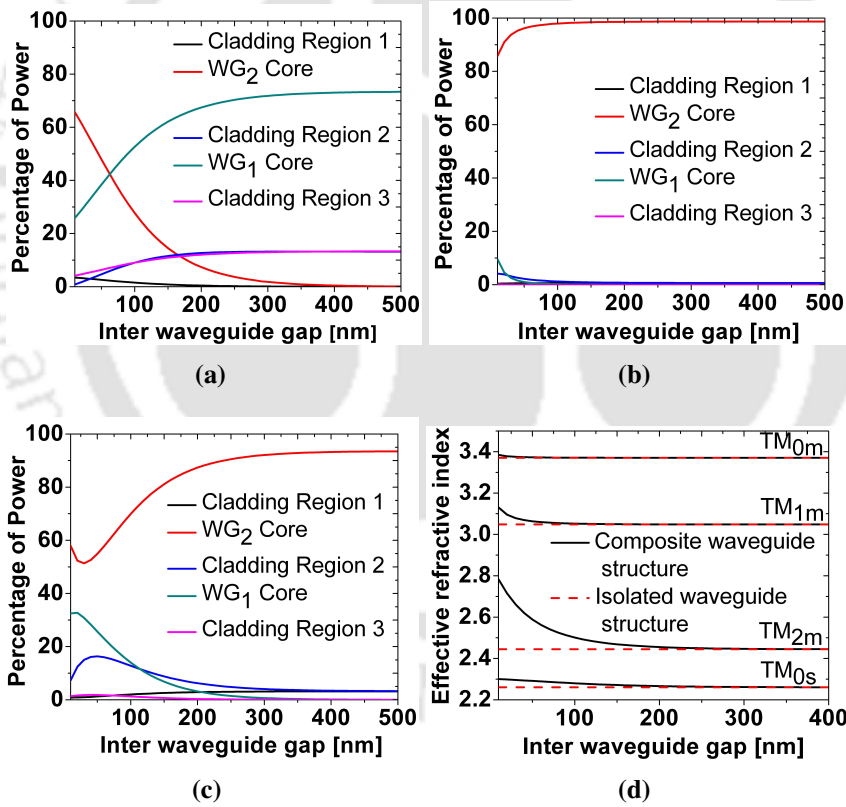 100
80
60
40
20
0
100
200
300
400
500
Percentage of Power
Inter waveguide gap [nm]
Cladding Region 1
WG2 Core
Cladding Region 2
WG1 Core
Cladding Region 3
(a)
100
80
60
40
20
0
100
200
300
400
500
Percentage of Power
Inter waveguide gap [nm]
Cladding Region 1
WG2 Core
Cladding Region 2
WG1 Core
Cladding Region 3
(b)
100
80
60
40
20
0
100
200
300
400
500
Percentage of Power
Inter waveguide gap [nm]
Cladding Region 1
WG2 Core
Cladding Region 2
WG1 Core
Cladding Region 3
(c)
3.4
3.2
3.0
2.8
2.6
2.4
2.2
0
100
200
300
400
Effective refractive index
Inter waveguide gap [nm]
TM0m
TM1m
Composite waveguide
structure
Isolated waveguide
structure
TM2m
TM0s
(d)